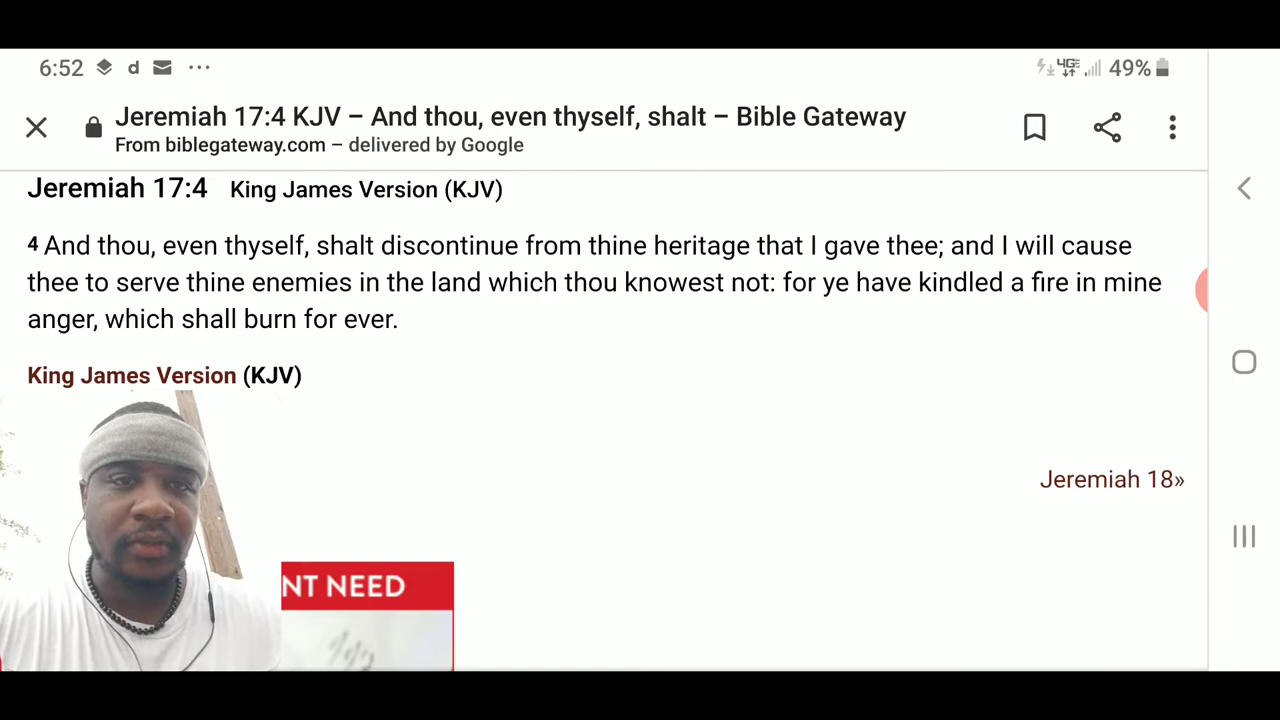 6:52 d ... 4GE 49%
Jeremiah 17:4 KJV – And thou, even thyself, shalt – Bible Gateway
From biblegateway.com – delivered by Google
Jeremiah 17:4 King James Version (KJV)
4 And thou, even thyself, shalt discontinue from thine heritage that I gave thee; and I will cause
thee to serve thine enemies in the land which thou knowest not: for ye have kindled a fire in mine
anger, which shall burn for ever.
King James Version (KJV)
Jeremiah 18»
NT NEED